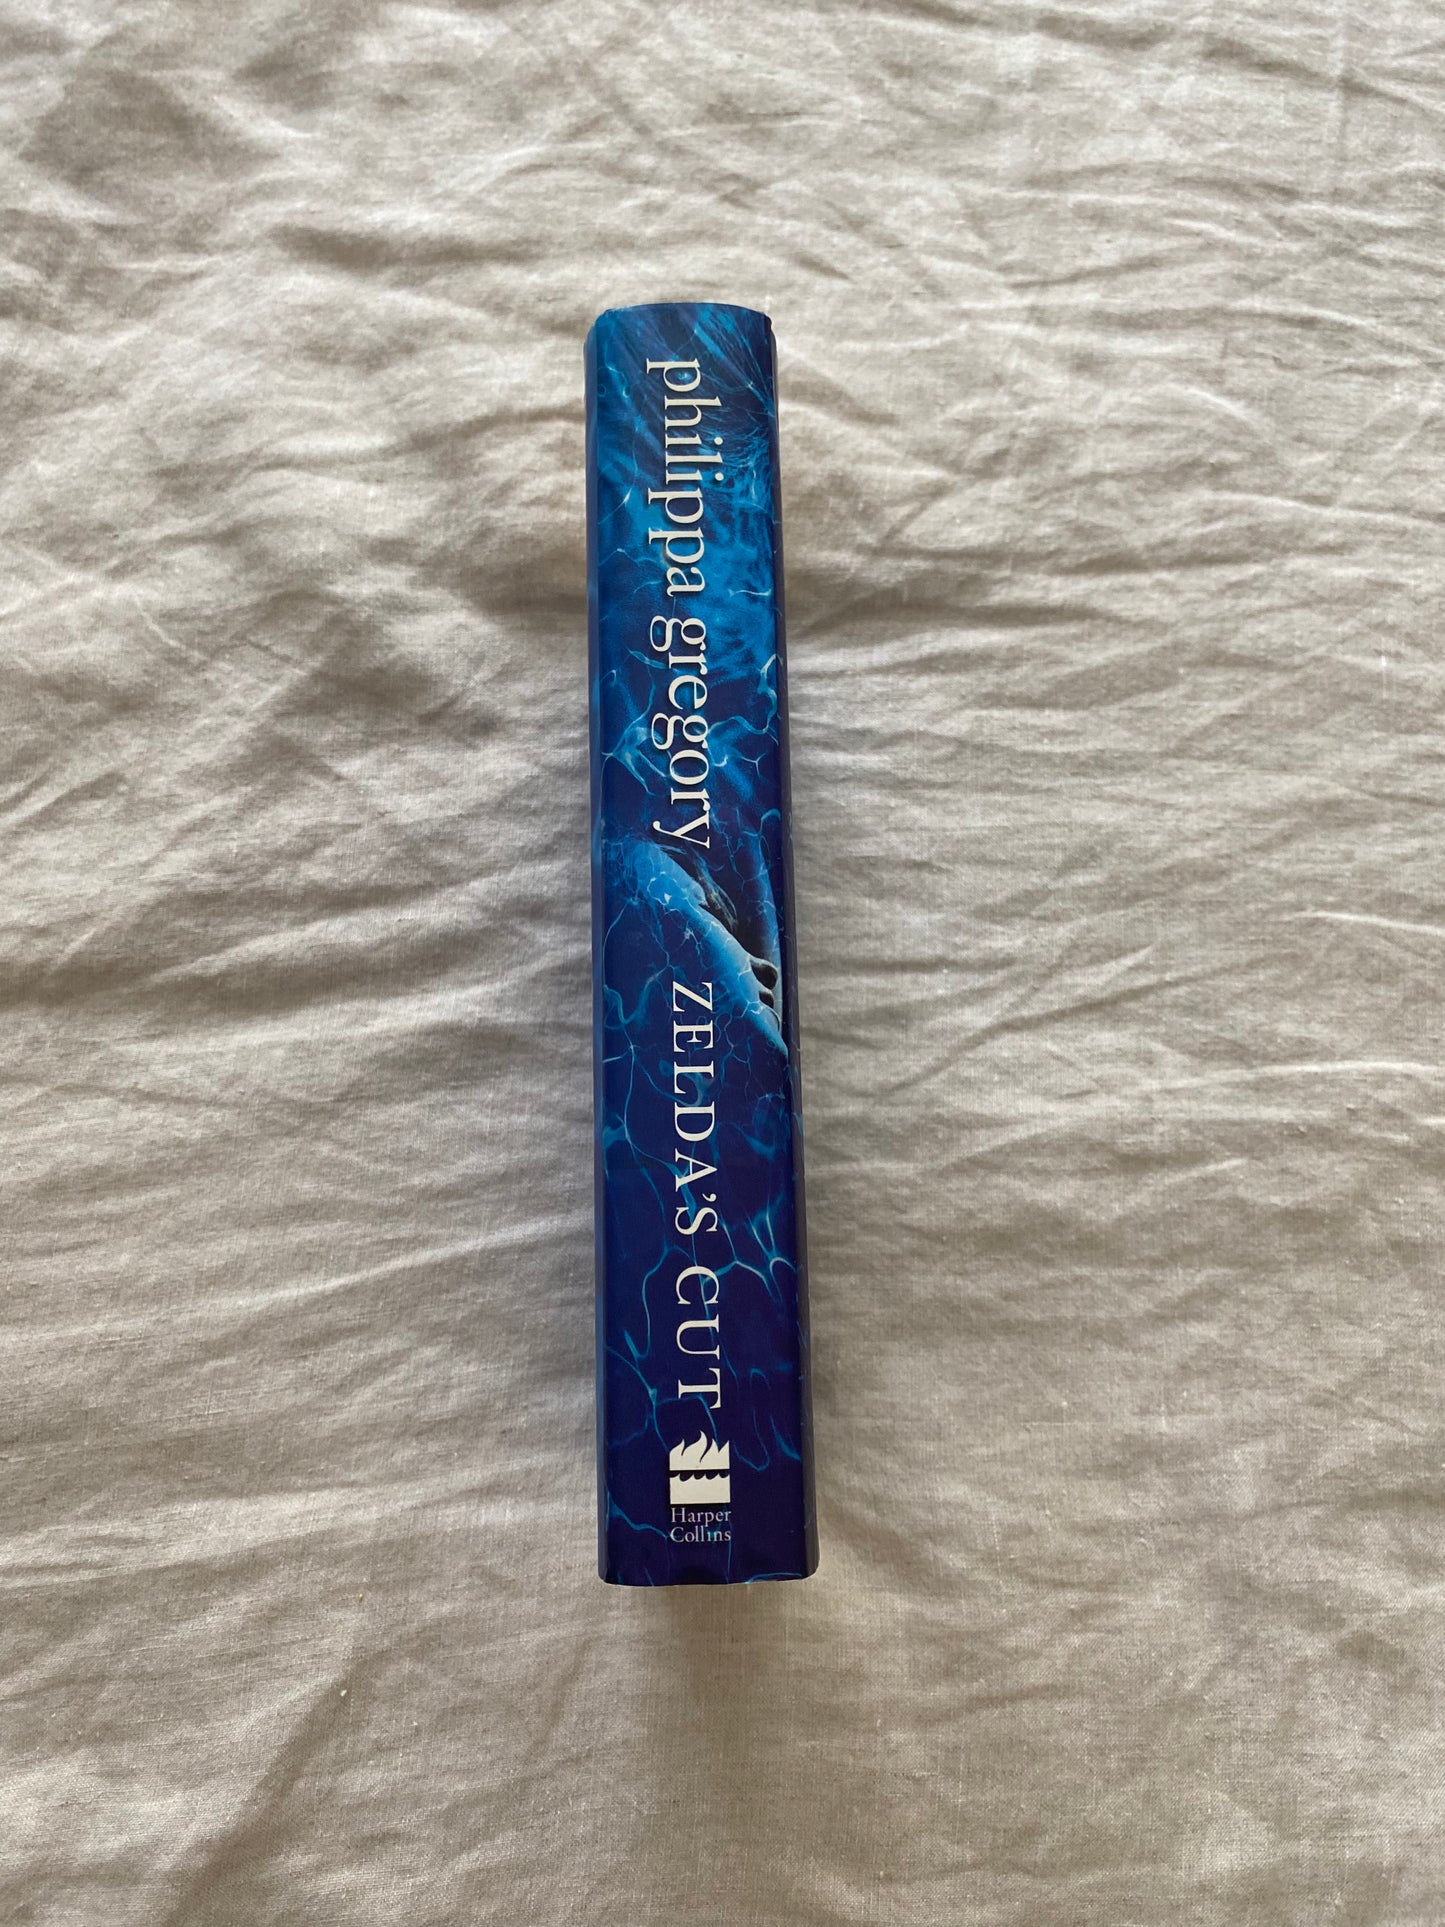 philippa gregory
ZELDA'S CUT
Harper
Collins